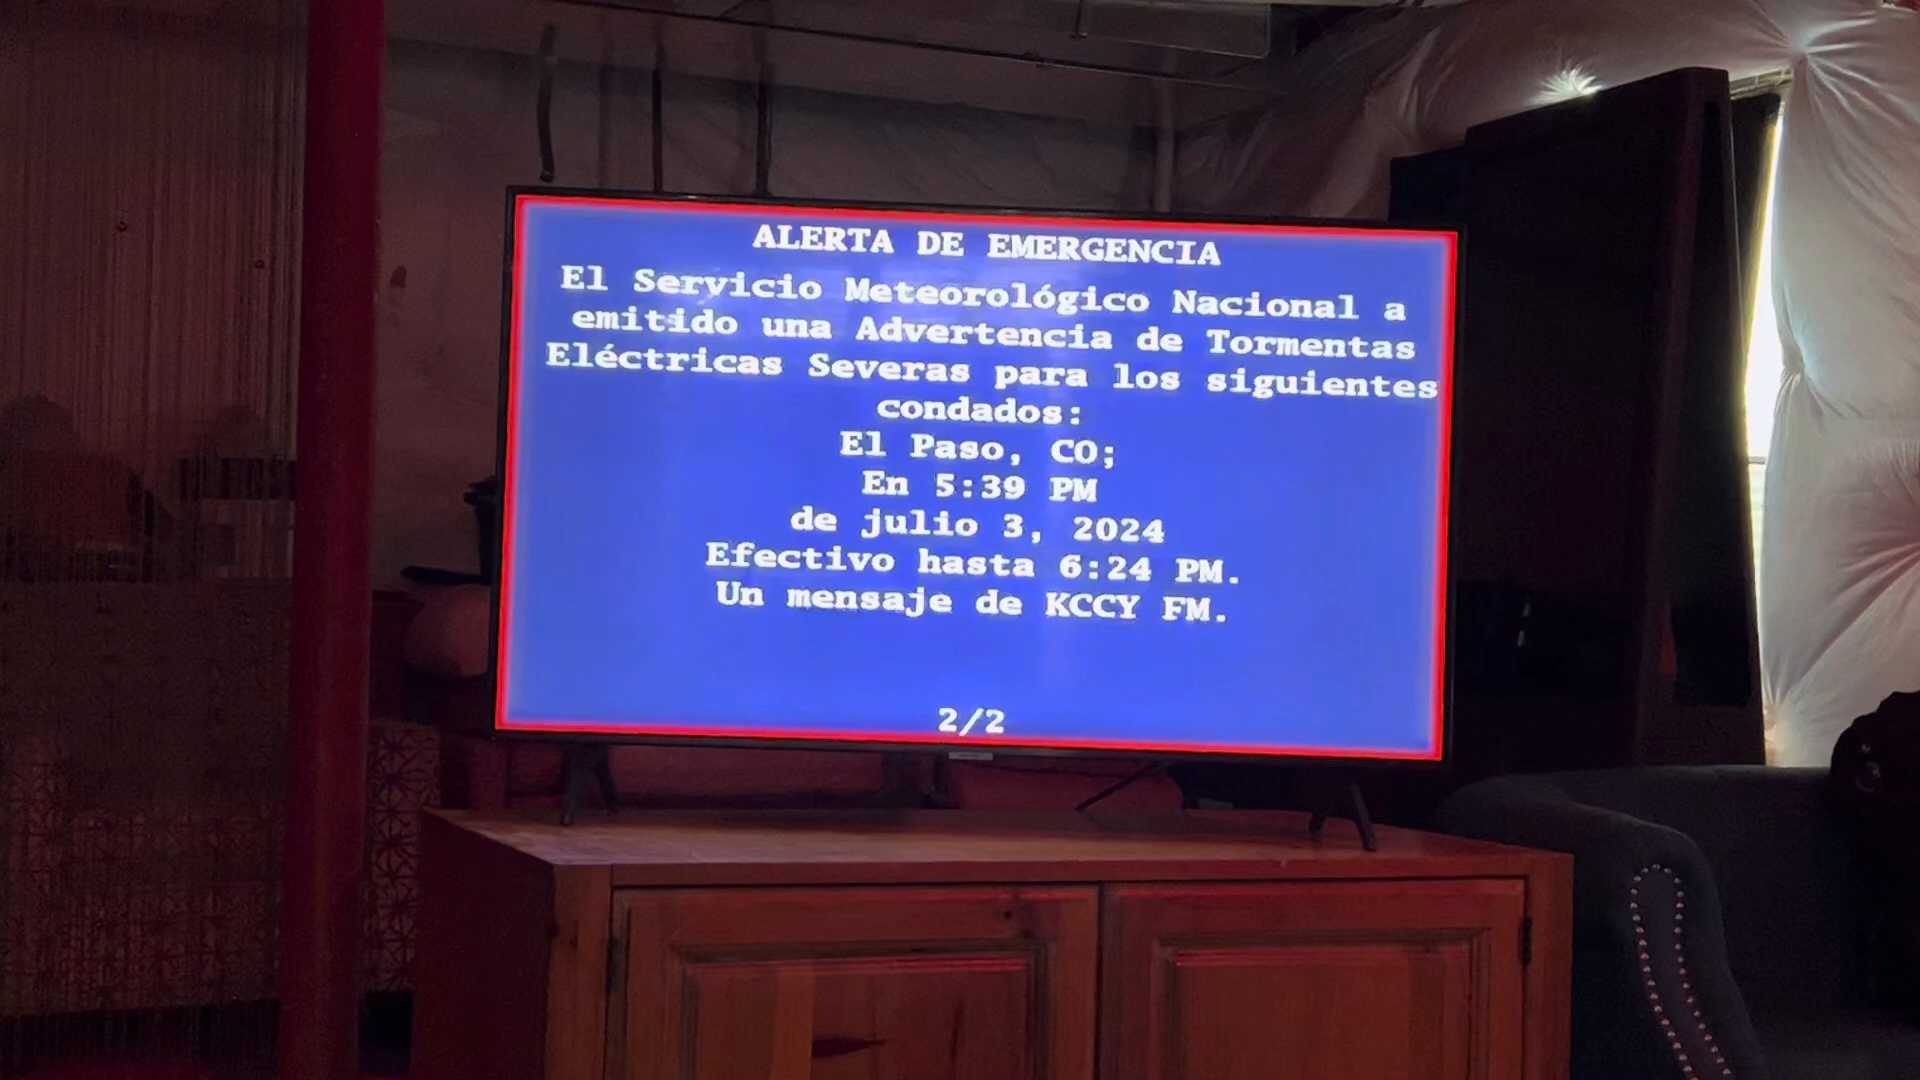 ALERTA DE EMERGENCIA
El Servicio Meteorológico Nacional a
emitido una Advertencia de Tormentas
Eléctricas Severas para los siguientes
condados:
El Paso, CO;
En 5:39 PM
de julio 3, 2024
Efectivo hasta 6:24 PM.
Un mensaje de KCCY FM.
2/2